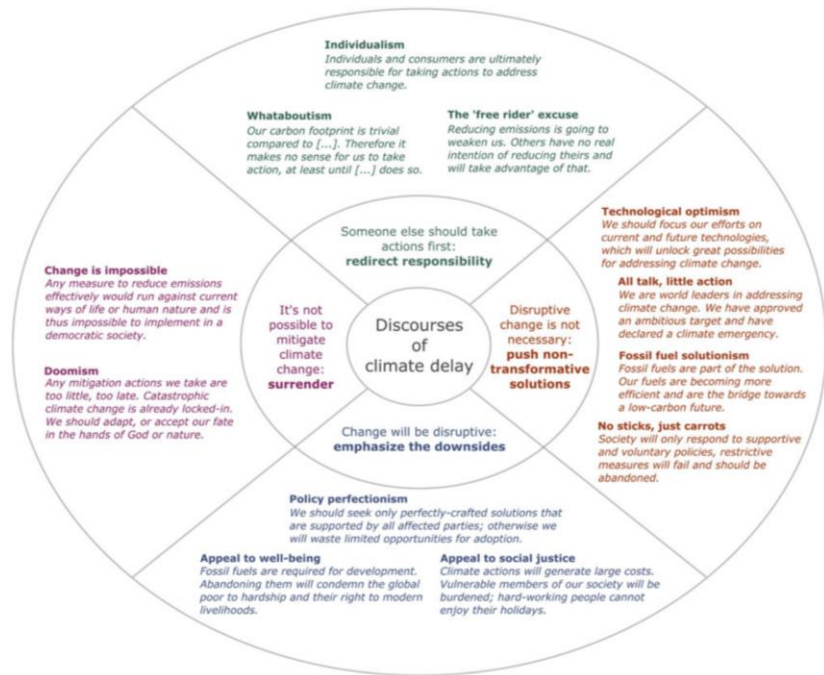 Individualism
Individuals and consumers are ultimately
responsible for taking actions to address
climate change.
Whataboutism
Our carbon footprint is trivial
compared to [...]. Therefore it
makes no sense for us to take
action, at least until [...] does so.
The 'free rider' excuse
Reducing emissions is going to
weaken us. Others have no real
intention of reducing theirs and
will take advantage of that.
Someone else should take
actions first:
redirect responsibility
Technological optimism
We should focus our efforts on
current and future technologies,
which will unlock great possibilities
for addressing climate change.
All talk, little action
We are world leaders in addressing
climate change. We have approved
an ambitious target and have
declared a climate emergency.
Fossil fuel solutionism
Fossil fuels are part of the solution.
Our fuels are becoming more
efficient and are the bridge towards
a low-carbon future.
No sticks, just carrots
Society will only respond to supportive
and voluntary policies, restrictive
measures will fail and should be
abandoned.
Disruptive
change is not
necessary:
push non-
transformative
solutions
Discourses
of
climate delay
It's not
possible to
mitigate
climate
change:
surrender
Change is impossible
Any measure to reduce emissions
effectively would run against current
ways of life or human nature and is
thus impossible to implement in a
democratic society.
Doomism
Any mitigation actions we take are
too little, too late. Catastrophic
climate change is already locked-in.
We should adapt, or accept our fate
in the hands of God or nature.
Change will be disruptive:
emphasize the downsides
Policy perfectionism
We should seek only perfectly-crafted solutions that
are supported by all affected parties; otherwise we
will waste limited opportunities for adoption.
Appeal to well-being
Fossil fuels are required for development.
Abandoning them will condemn the global
poor to hardship and their right to modern
livelihoods.
Appeal to social justice
Climate actions will generate large costs.
Vulnerable members of our society will be
burdened; hard-working people cannot
enjoy their holidays.